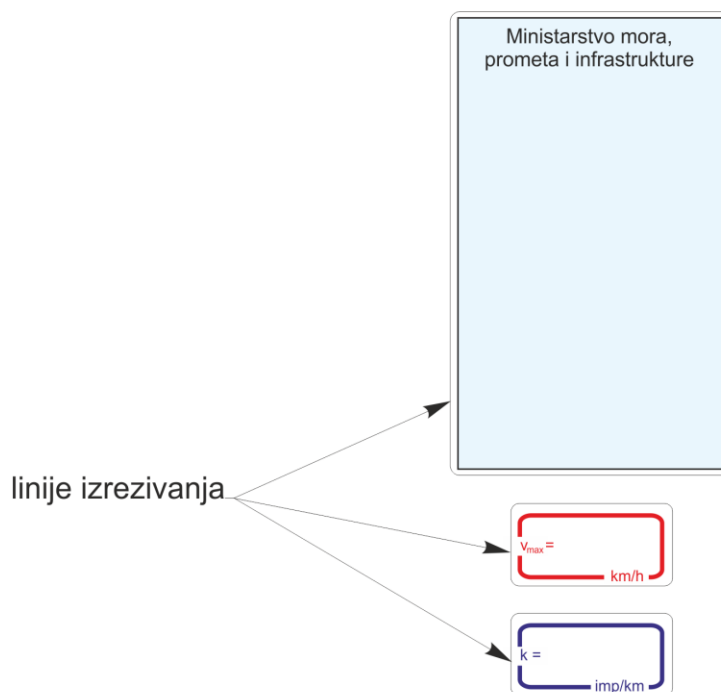 Ministarstvo mora,
prometa i infrastrukture
linije izrezivanja
vmax =
km/h
k =
imp/km